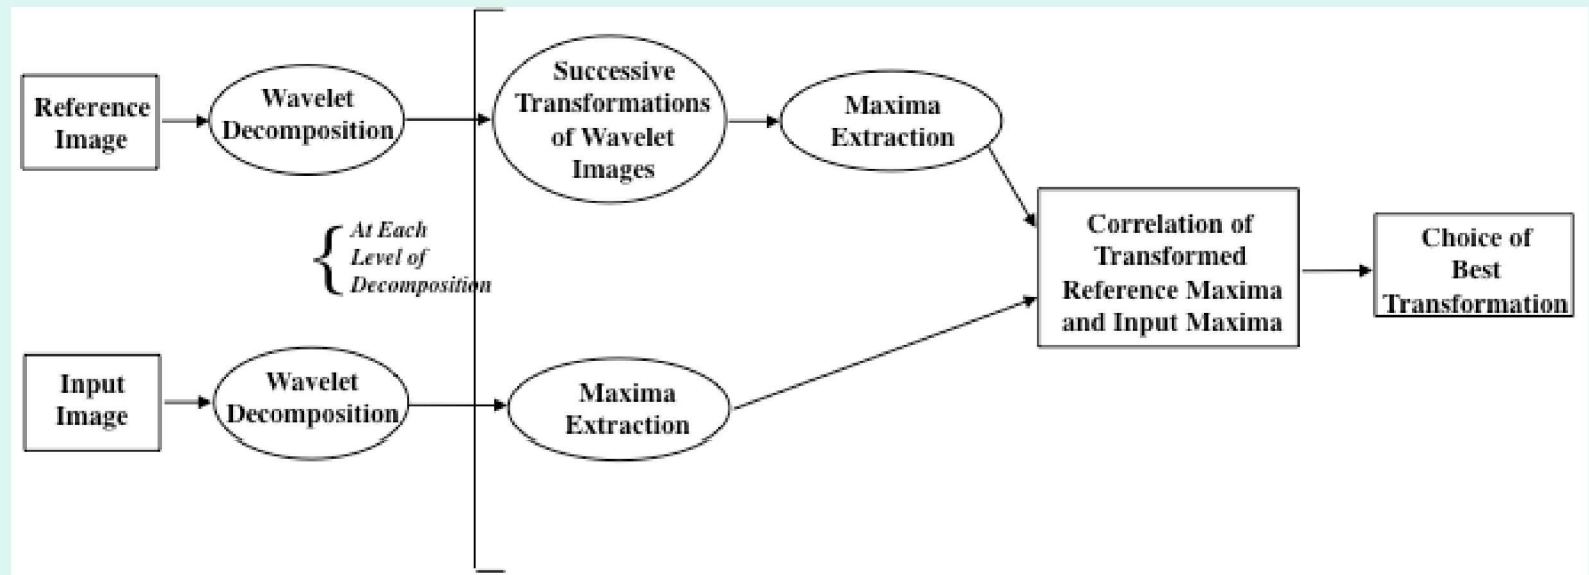 Reference
Image
Wavelet
Decomposition
Successive
Transformations
of Wavelet
Images
Maxima
Extraction
At Each
Level of
Decomposition
Correlation of
Transformed
Reference Maxima
and Input Maxima
Choice of
Best
Transformation
Input
Image
Wavelet
Decomposition
Maxima
Extraction